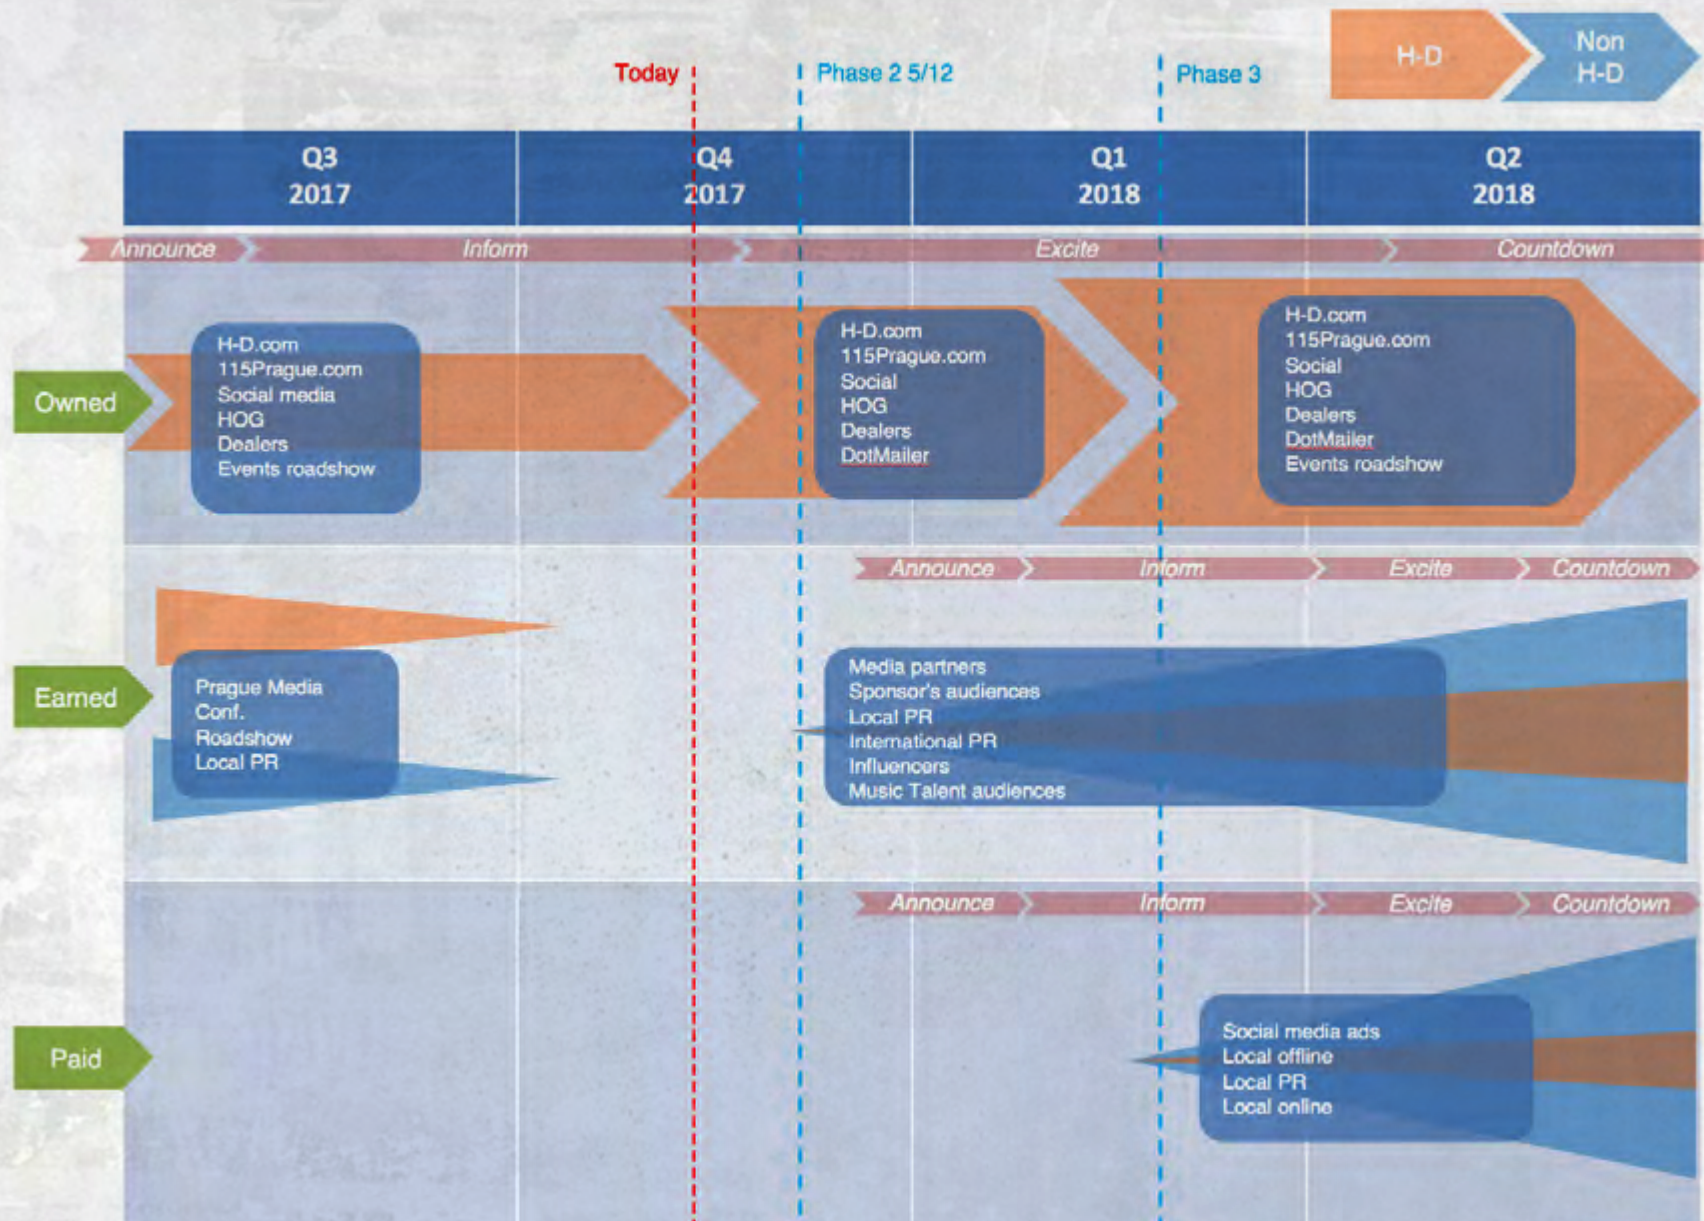 H-D
Non
H-D
Today
Phase 2 5/12
Phase 3
Q3
2017
Q4
2017
Q1
2018
Q2
2018
Announce
Inform
Excite
Countdown
Owned
H-D.com
115Prague.com
Social media
HOG
Dealers
Events roadshow
H-D.com
115Prague.com
Social
HOG
Dealers
DotMailer
H-D.com
115Prague.com
Social
HOG
Dealers
DotMailer
Events roadshow
Announce
Inform
Excite
Countdown
Earned
Prague Media
Conf.
Roadshow
Local PR
Media partners
Sponsor's audiences
Local PR
International PR
Influencers
Music Talent audiences
Announce
Inform
Excite
Countdown
Paid
Social media ads
Local offline
Local PR
Local online